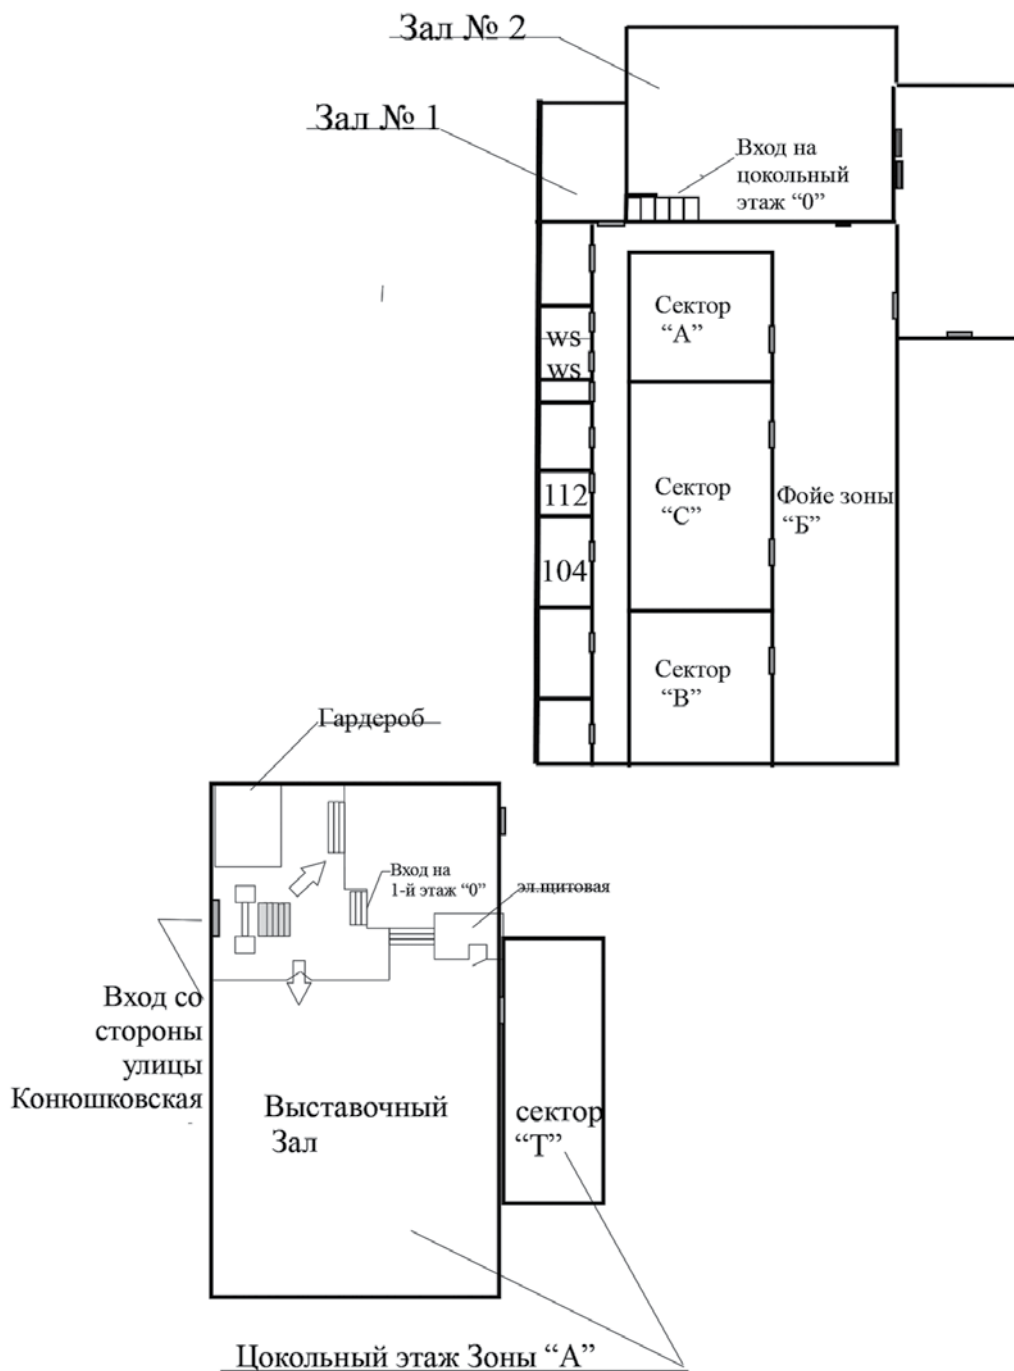 Зал № 2
Зал № 1
Вход на
цокольный
этаж “0”
Сектор
“А”
ws
ws
112
Сектор
“С”
Фойе зоны
“Б”
104
Сектор
“В”
Гардероб
Вход на
1-й этаж “0”
эл.щитовая
Вход со
стороны
улицы
Конюшковская
Выставочный
Зал
сектор
“Т”
Цокольный этаж Зоны “А”